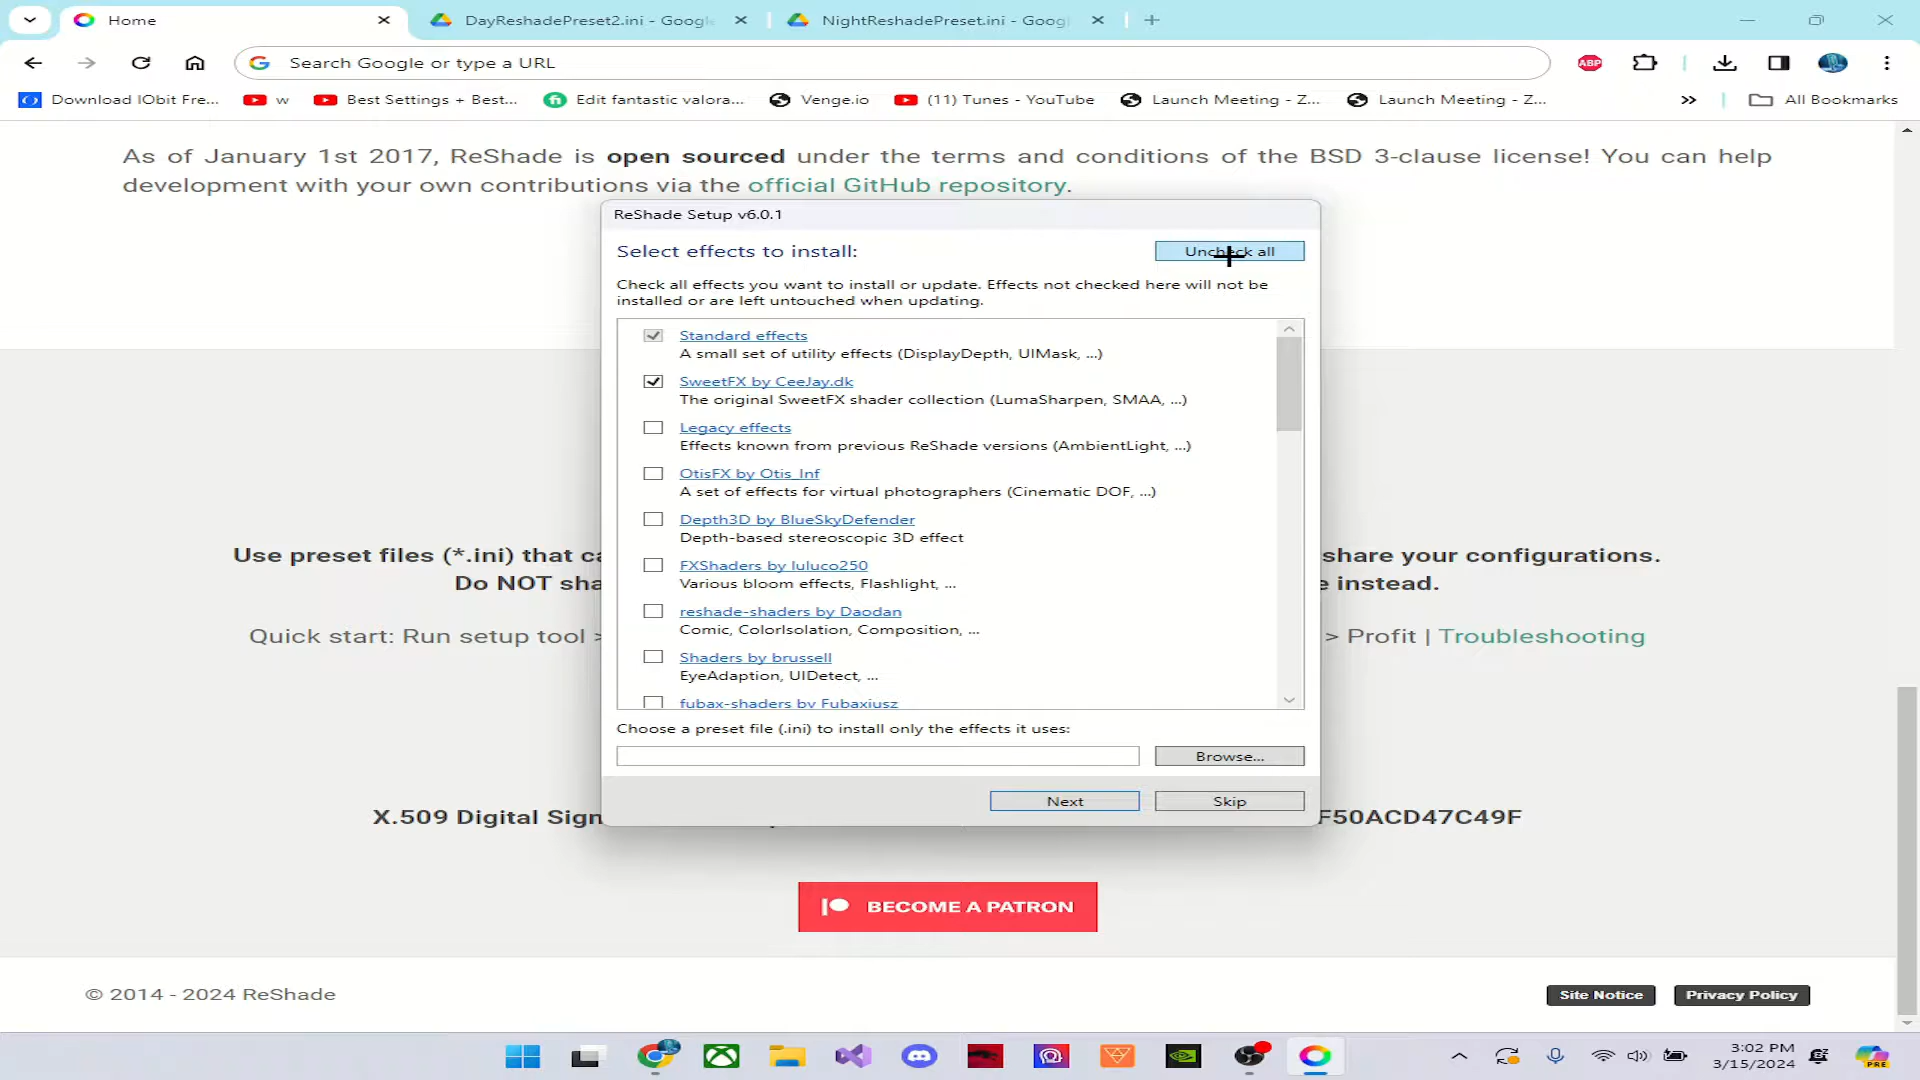 Home
DayReshadePreset2.ini - Google
NightReshadePreset.ini - Goog
Search Google or type a URL
ABP
Download IObit Fre...
w
Best Settings + Best...
Edit fantastic valora...
Venge.io
(11) Tunes - YouTube
Launch Meeting - Z...
Launch Meeting - Z...
All Bookmarks
As of January 1st 2017, ReShade is open sourced under the terms and conditions of the BSD 3-clause license! You can help
development with your own contributions via the official GitHub repository.
ReShade Setup v6.0.1
Select effects to install:
Uncheck all
Check all effects you want to install or update. Effects not checked here will not be
installed or are left untouched when updating.
Standard effects
A small set of utility effects (DisplayDepth, UIMask, ...)
SweetFX by CeeJay.dk
The original SweetFX shader collection (LumaSharpen, SMAA, ...)
Legacy effects
Effects known from previous ReShade versions (AmbientLight, ...)
OtisFX by Otis_Inf
A set of effects for virtual photographers (Cinematic DOF, ...)
Depth3D by BlueSkyDefender
Depth-based stereoscopic 3D effect
FXShaders by luluco250
Various bloom effects, Flashlight, ...
reshade-shaders by Daodan
Comic, ColorIsolation, Composition, ...
Shaders by brussell
EyeAdaption, UIDetect, ...
fubax-shaders by Fubaxiusz
Choose a preset file (.ini) to install only the effects it uses:
Browse...
Next
Skip
Use preset files (*.ini) that ca
share your configurations.
Do NOT sha
e instead.
Quick start: Run setup tool >
> Profit | Troubleshooting
X.509 Digital Sign
F50ACD47C49F
BECOME A PATRON
© 2014 - 2024 ReShade
Site Notice
Privacy Policy
3:02 PM
3/15/2024
PRE